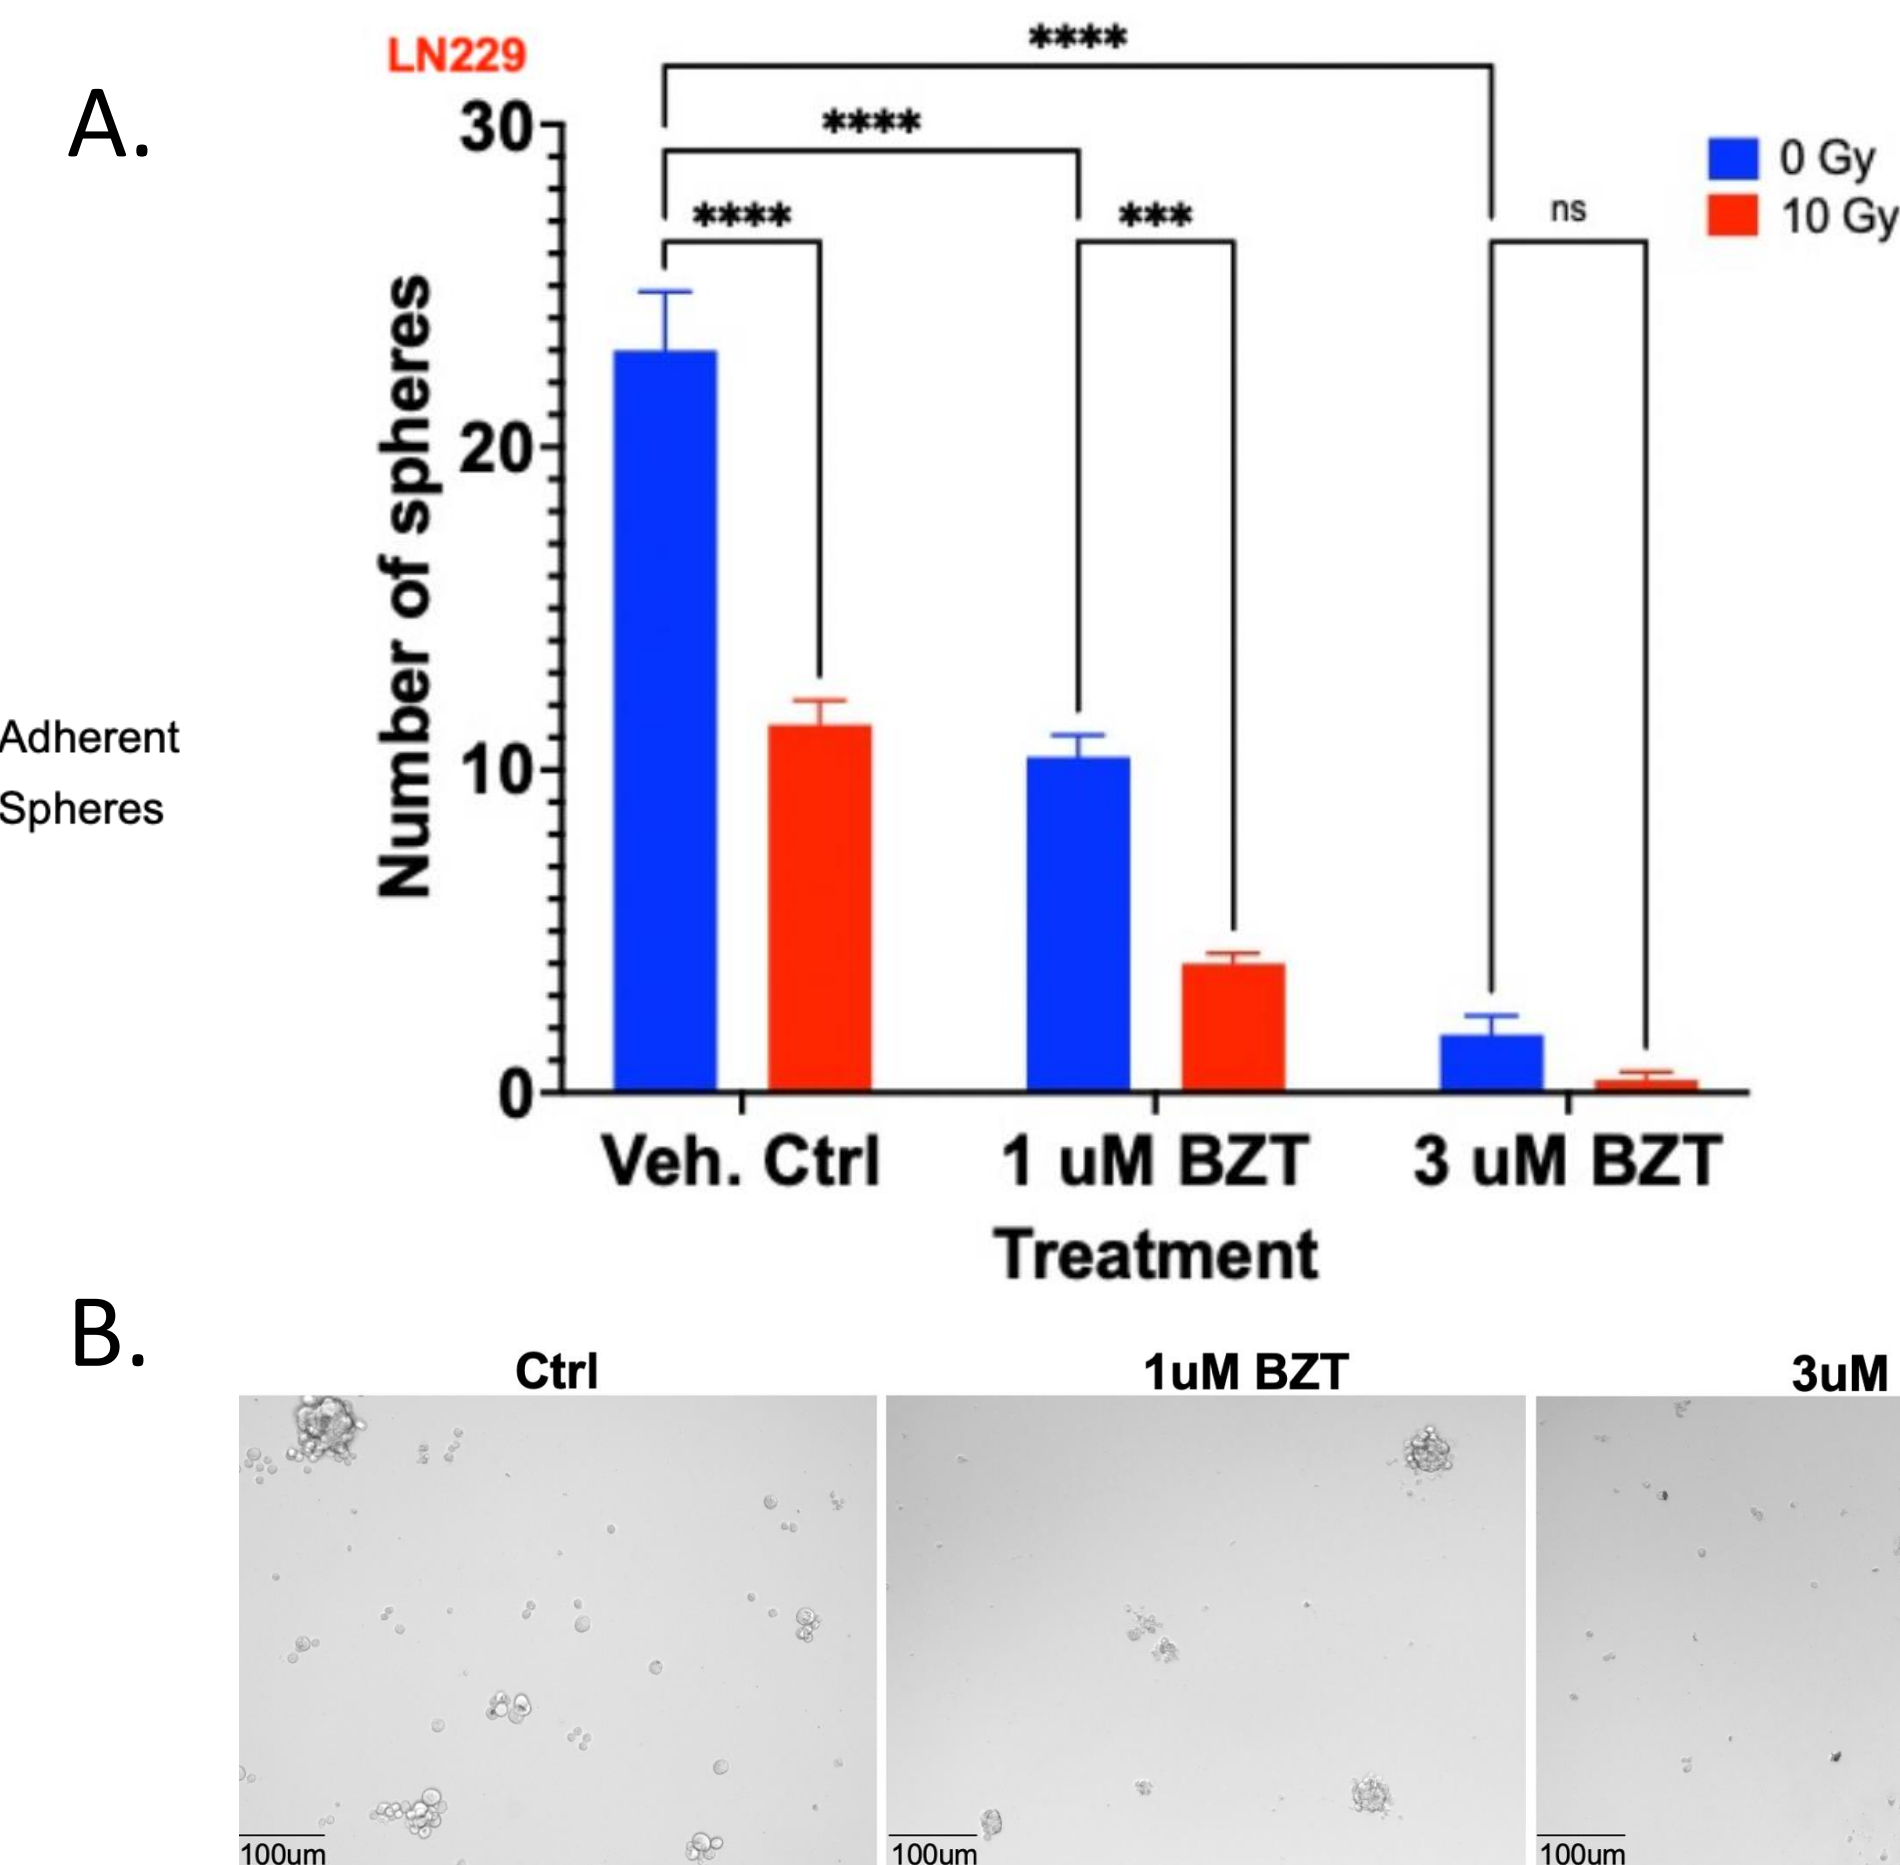 A.
LN229
****
****
****
***
ns
0 Gy
10 Gy
30
20
10
0
Number of spheres
Adherent
Spheres
Veh. Ctrl
1 uM BZT
3 uM BZT
Treatment
B.
Ctrl
1uM BZT
3uM
100um
100um
100um